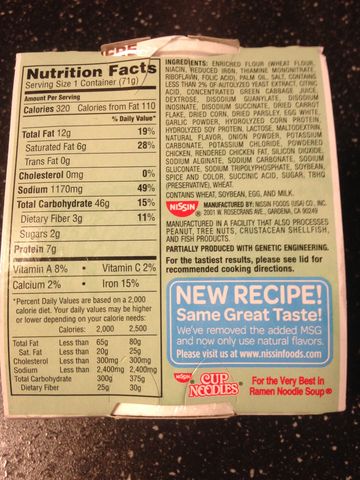 Nutrition Facts
Serving Size 1 Container (71g)
Amount Per Serving
Calories 320 Calories from Fat 110
% Daily Value*
Total Fat 12g 19%
Saturated Fat 6g 28%
Trans Fat 0g
Cholesterol 0mg 0%
Sodium 1170mg 49%
Total Carbohydrate 46g 15%
Dietary Fiber 3g 11%
Sugars 2g
Protein 7g
Vitamin A 8% • Vitamin C 2%
Calcium 2% • Iron 15%
*Percent Daily Values are based on a 2,000
calorie diet. Your daily values may be higher
or lower depending on your calorie needs:
Calories: 2,000 2,500
Total Fat Less than 65g 80g
Sat. Fat Less than 20g 25g
Cholesterol Less than 300mg 300mg
Sodium Less than 2,400mg 2,400mg
Total Carbohydrate 300g 375g
Dietary Fiber 25g 30g
INGREDIENTS: ENRICHED FLOUR (WHEAT FLOUR,
NIACIN, REDUCED IRON, THIAMINE MONONITRATE,
RIBOFLAVIN, FOLIC ACID), PALM OIL, SALT, CONTAINS
LESS THAN 2% OF AUTOLYZED YEAST EXTRACT, CITRIC
ACID, CONCENTRATED GREEN CABBAGE JUICE,
DEXTROSE, DISODIUM GUANYLATE, DISODIUM
INOSINATE, DISODIUM SUCCINATE, DRIED CARROT
FLAKE, DRIED CORN, DRIED PARSLEY, EGG WHITE,
GARLIC POWDER, HYDROLYZED CORN PROTEIN,
HYDROLYZED SOY PROTEIN, LACTOSE, MALTODEXTRIN,
NATURAL FLAVOR, ONION POWDER, POTASSIUM
CARBONATE, POTASSIUM CHLORIDE, POWDERED
CHICKEN, RENDERED CHICKEN FAT, SILICON DIOXIDE,
SODIUM ALGINATE, SODIUM CARBONATE, SODIUM
GLUCONATE, SODIUM TRIPOLYPHOSPHATE, SOYBEAN,
SPICE AND COLOR, SUCCINIC ACID, SUGAR, TBHQ
(PRESERVATIVE), WHEAT.
CONTAINS WHEAT, SOYBEAN, EGG, AND MILK.
NISSIN
MANUFACTURED BY: NISSIN FOODS (USA) CO., INC.
2001 W. ROSECRANS AVE., GARDENA, CA 90249
MANUFACTURED IN A FACILITY THAT ALSO PROCESSES
PEANUT, TREE NUTS, CRUSTACEAN SHELLFISH,
AND FISH PRODUCTS.
PARTIALLY PRODUCED WITH GENETIC ENGINEERING.
For the tastiest results, please see lid for
recommended cooking directions.
NEW RECIPE!
Same Great Taste!
We've removed the added MSG
and now only use natural flavors.
Please visit us at www.nissinfoods.com
NISSIN
CUP
NOODLES®
For the Very Best in
Ramen Noodle Soup®